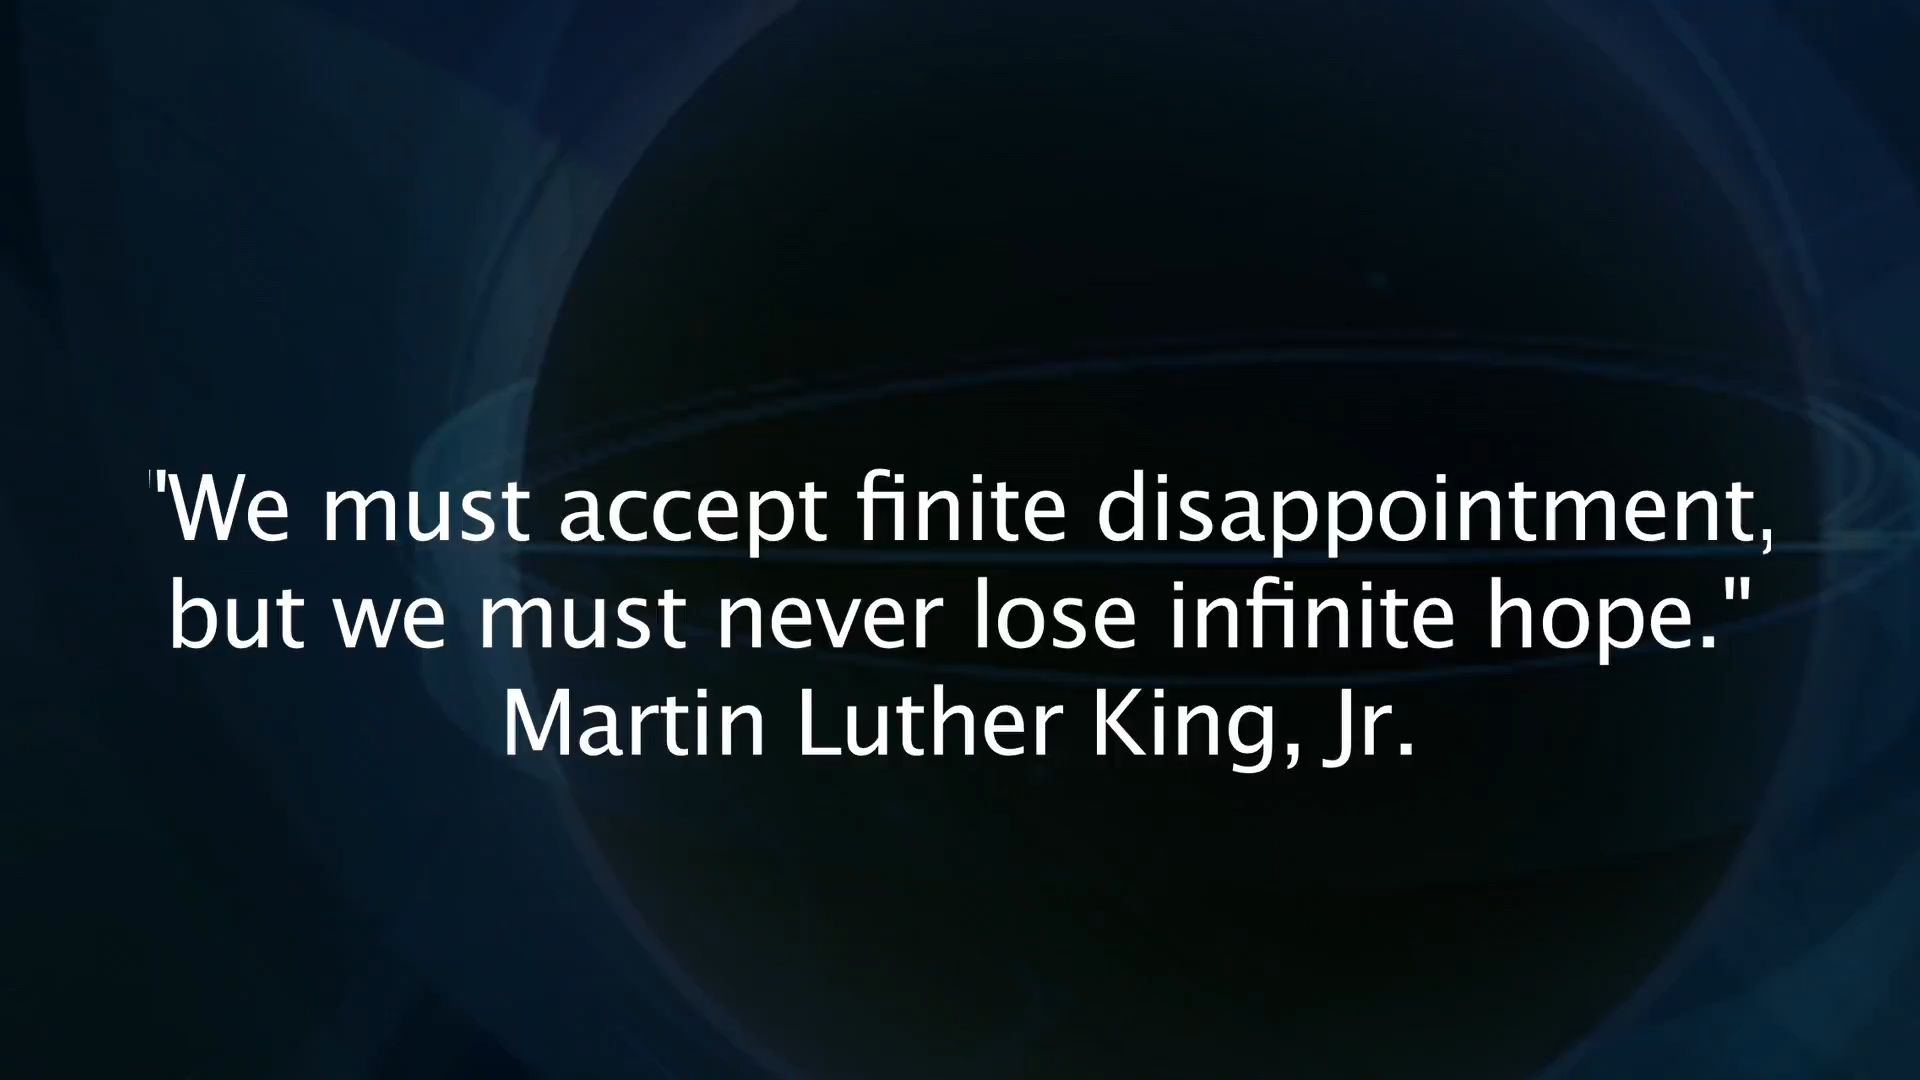 "We must accept finite disappointment,
but we must never lose infinite hope."
Martin Luther King, Jr.